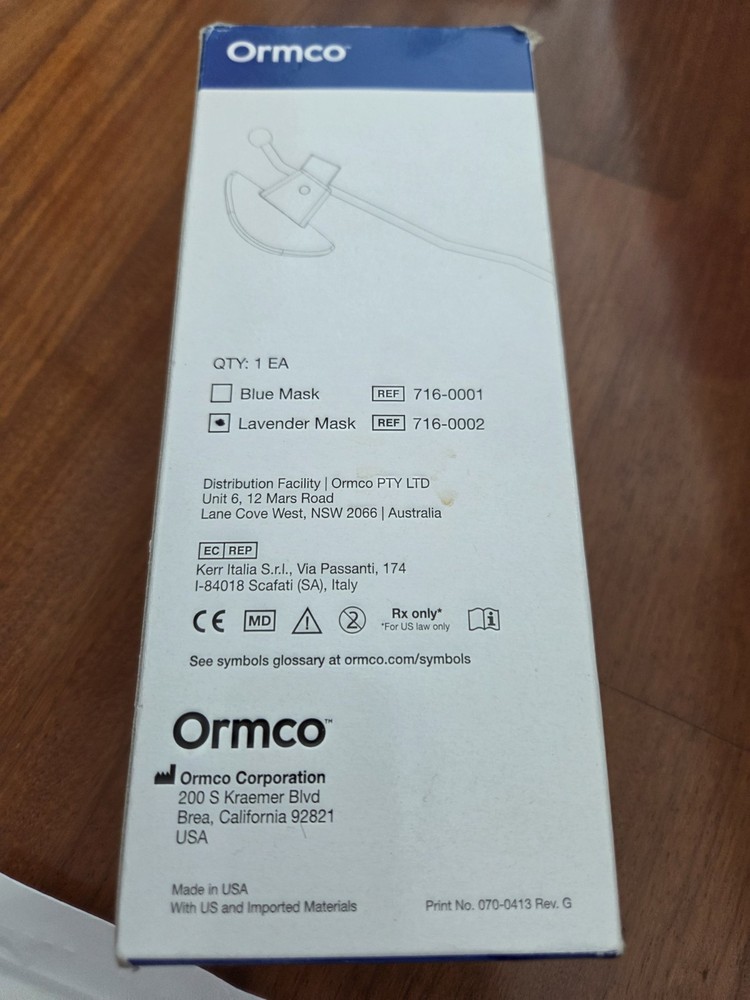 Ormco™
QTY: 1 EA
Blue Mask REF 716-0001
Lavender Mask REF 716-0002
Distribution Facility | Ormco PTY LTD
Unit 6, 12 Mars Road
Lane Cove West, NSW 2066 | Australia
EC REP
Kerr Italia S.r.l., Via Passanti, 174
I-84018 Scafati (SA), Italy
CE MD 2 Rx only*
*For US law only
See symbols glossary at ormco.com/symbols
Ormco™
Ormco Corporation
200 S Kraemer Blvd
Brea, California 92821
USA
Made in USA
With US and Imported Materials
Print No. 070-0413 Rev. G